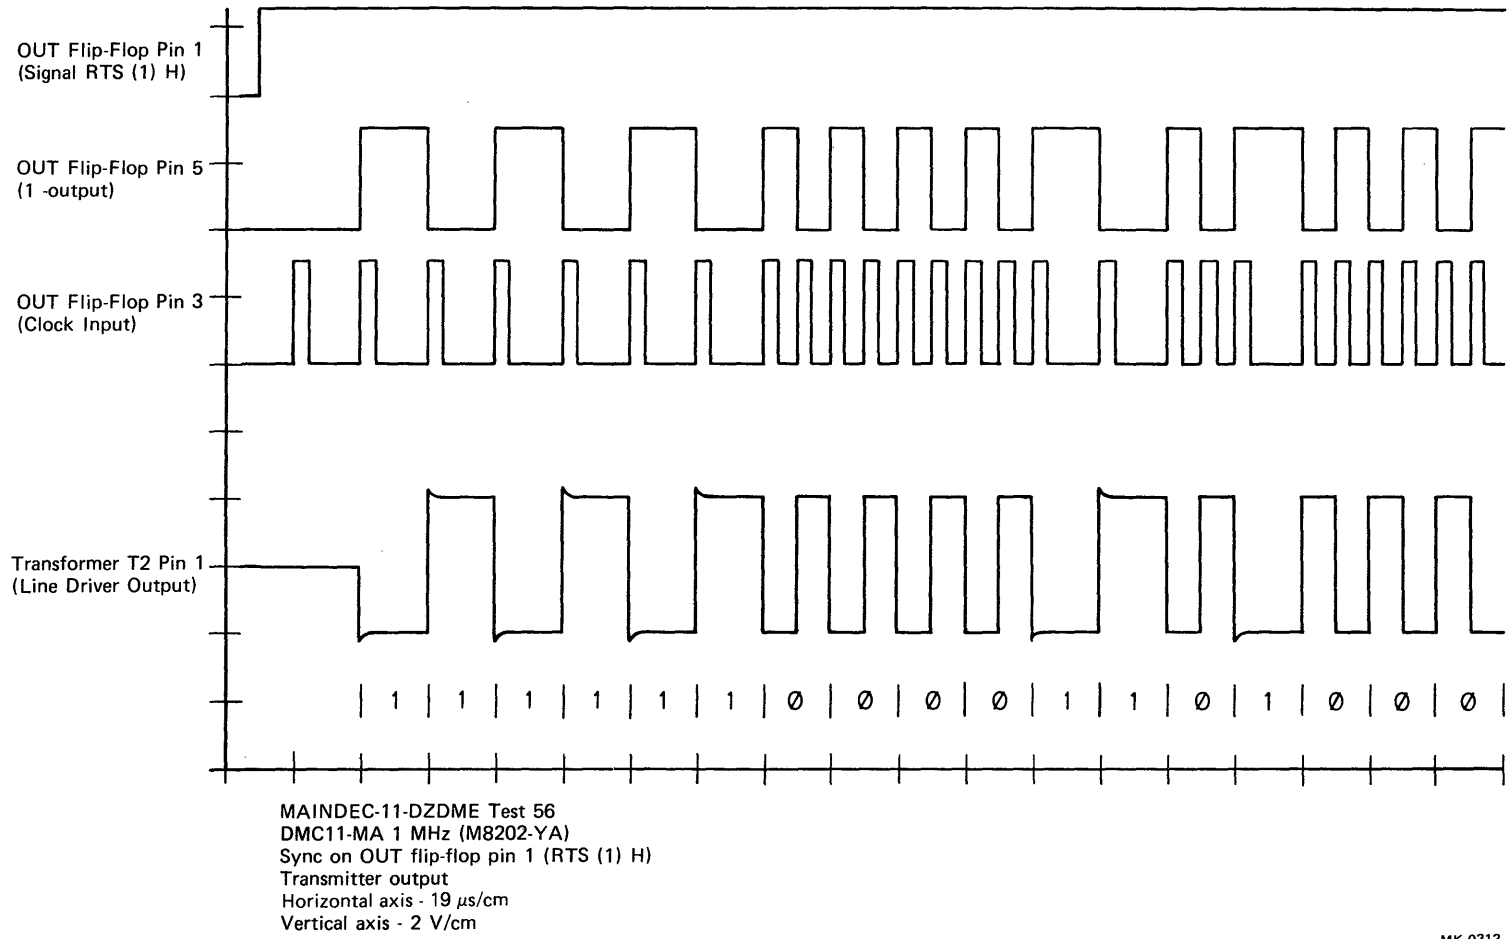 OUT Flip-Flop Pin 1
(Signal RTS (1) H)
OUT Flip-Flop Pin 5
(1 -output)
OUT Flip-Flop Pin 3
(Clock Input)
Transformer T2 Pin 1
(Line Driver Output)
| 1 | 1 | 1 | 1 | 1 | 1 | Ø | Ø | Ø | Ø | 1 | 1 | Ø | 1 | Ø | Ø | Ø |
MAINDEC-11-DZDME Test 56
DMC11-MA 1 MHz (M8202-YA)
Sync on OUT flip-flop pin 1 (RTS (1) H)
Transmitter output
Horizontal axis - 19 µs/cm
Vertical axis - 2 V/cm